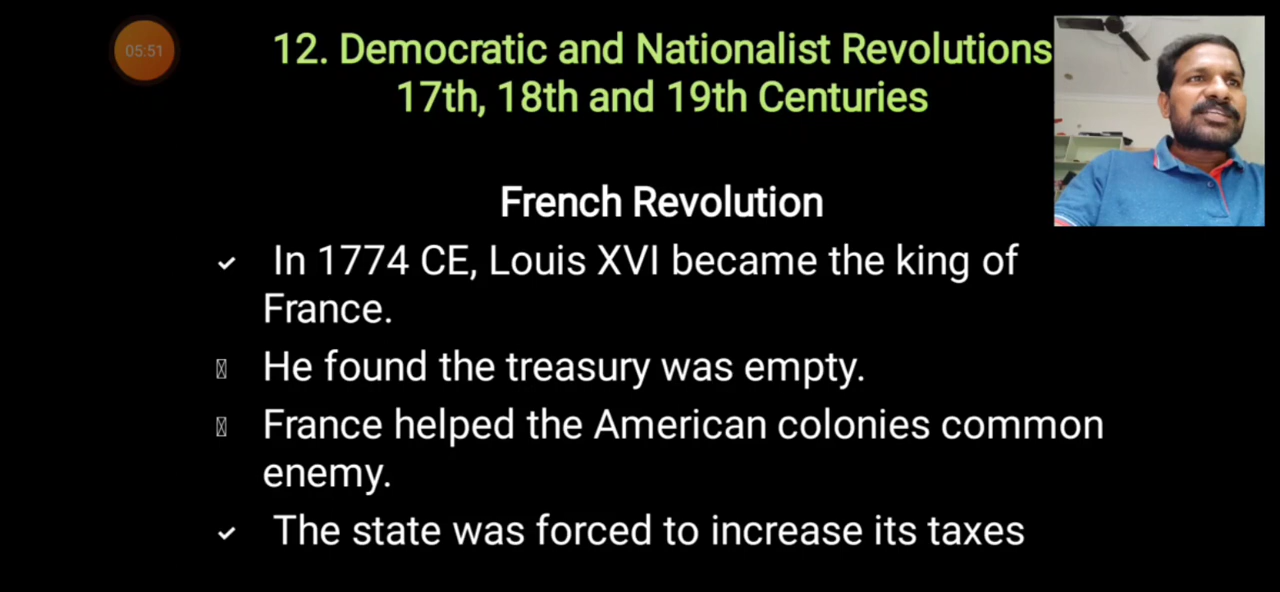 05:51
12. Democratic and Nationalist Revolutions
17th, 18th and 19th Centuries
French Revolution
✓ In 1774 CE, Louis XVI became the king of
France.
He found the treasury was empty.
France helped the American colonies common
enemy.
✓ The state was forced to increase its taxes